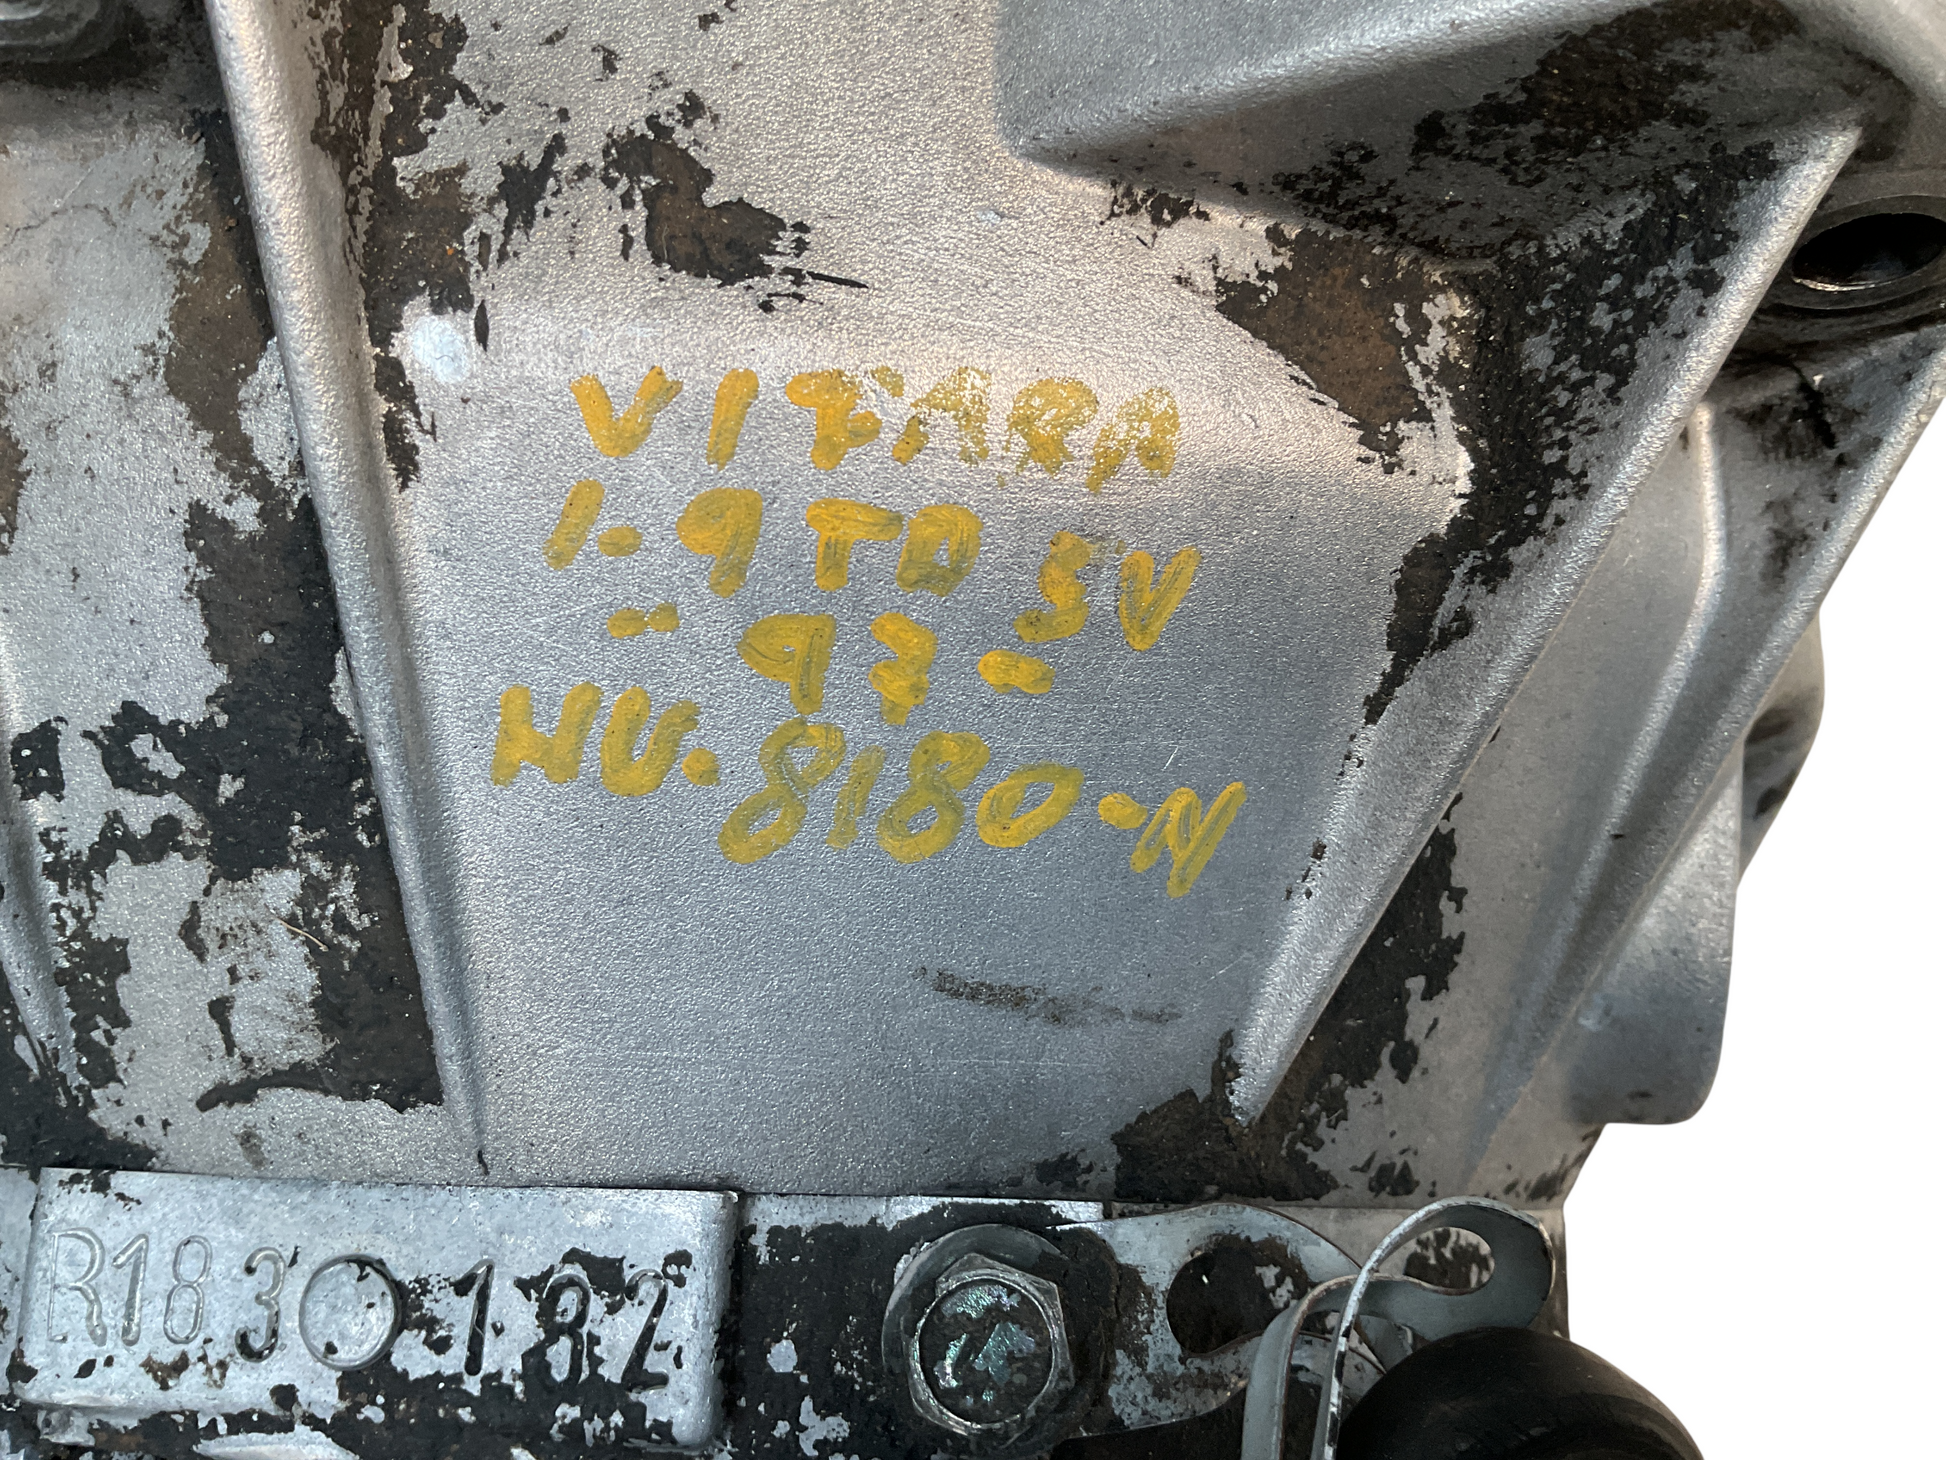 VITARA
1.9 TD 5V
- 97 -
NU. 8180-N
R183 182